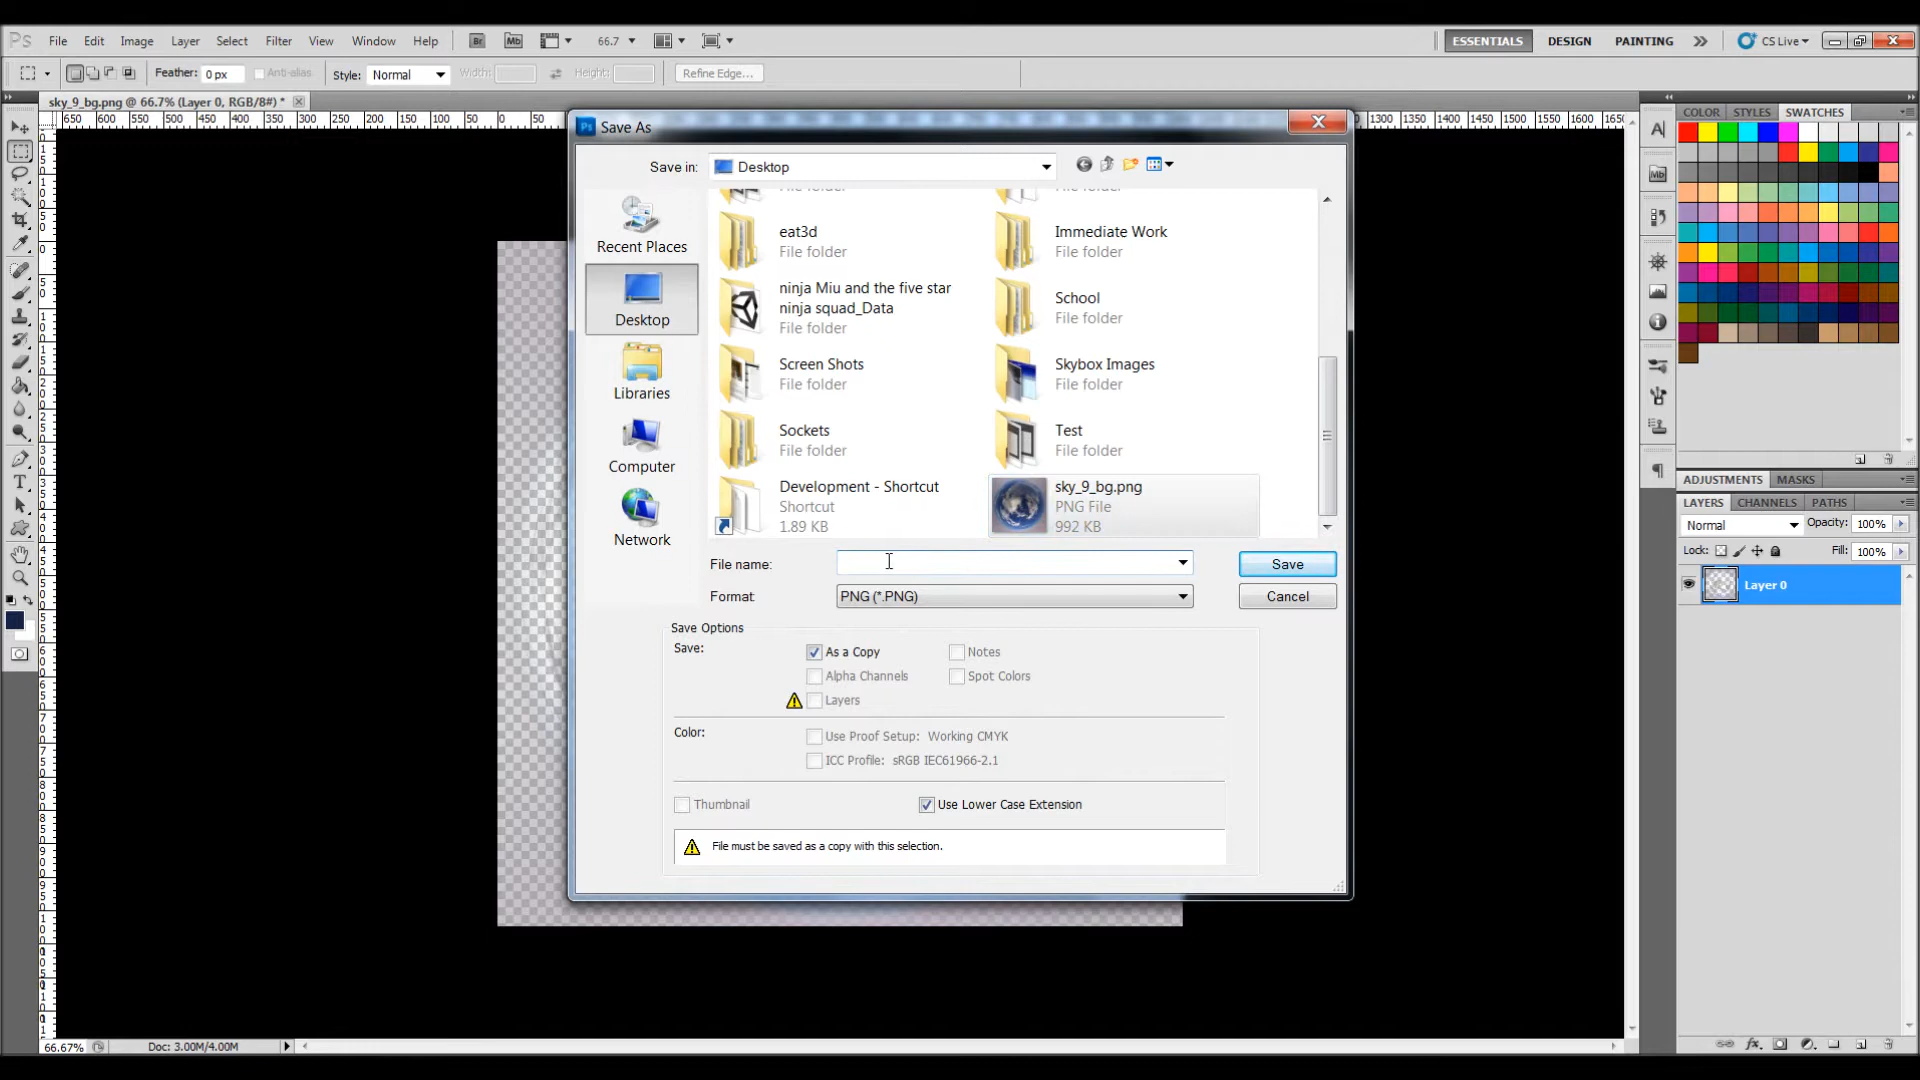 Ps File Edit Image Layer Select Filter Analysis View Window Help Br Mb 66.7 ESSENTIALS DESIGN PAINTING CS Live
Feather: 0 px Anti-alias Style: Normal Width: Height: Refine Edge...
sky_9_bg.png @ 66.7% (Layer 0, RGB/8#) *
Save As
Save in: Desktop
Recent Places
Desktop
Libraries
Computer
Network
File folder
File folder
eat3d
File folder
Immediate Work
File folder
ninja Miu and the five star
ninja squad_Data
File folder
School
File folder
Screen Shots
File folder
Skybox Images
File folder
Sockets
File folder
Test
File folder
Development - Shortcut
Shortcut
1.89 KB
sky_9_bg.png
PNG File
992 KB
File name:
Save
Format
PNG (*.PNG)
Cancel
Save Options
Save:
As a Copy
Notes
Alpha Channels
Spot Colors
Layers
Color:
Use Proof Setup: Working CMYK
ICC Profile: sRGB IEC61966-2.1
Thumbnail
Use Lower Case Extension
File must be saved as a copy with this selection.
COLOR STYLES SWATCHES
ADJUSTMENTS MASKS
LAYERS CHANNELS PATHS
Normal Opacity: 100%
Lock: Fill: 100%
Layer 0
66.67% Doc: 3.00M/4.00M